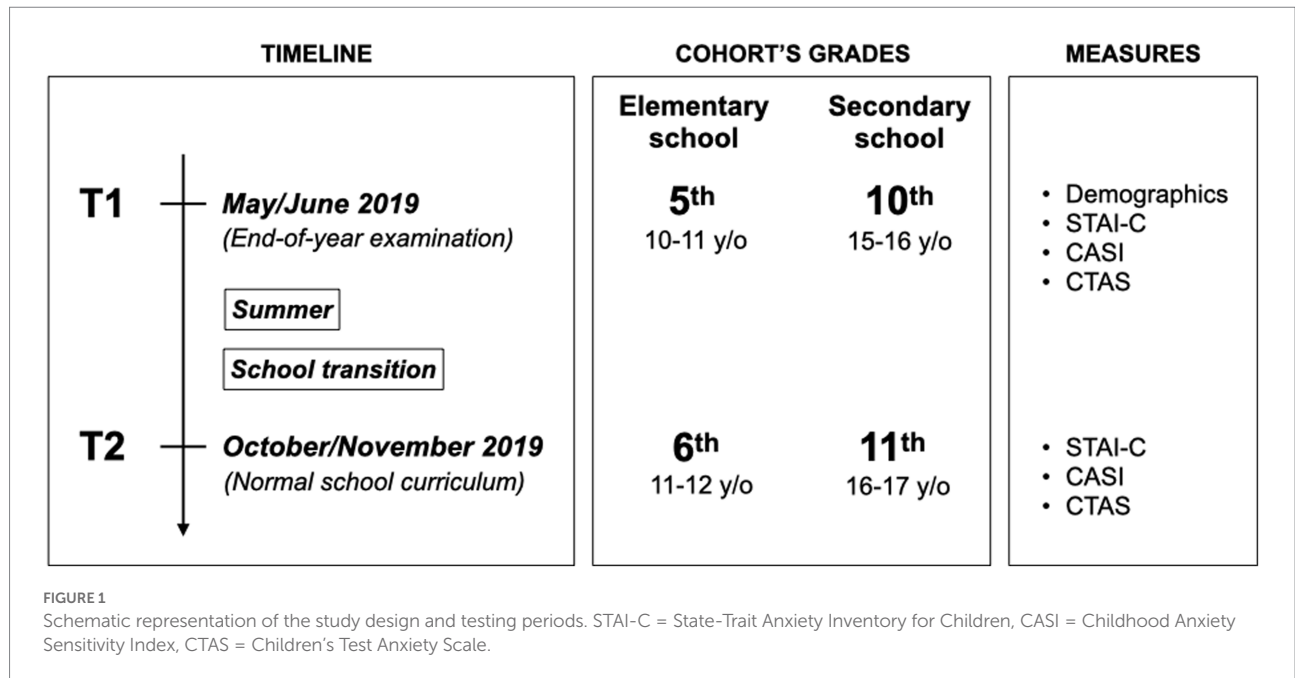 TIMELINE
COHORT'S GRADES
MEASURES
Elementary school
Secondary school
T1
May/June 2019
(End-of-year examination)
5th
10-11 y/o
10th
15-16 y/o
• Demographics
• STAI-C
• CASI
• CTAS
Summer
School transition
T2
October/November 2019
(Normal school curriculum)
6th
11-12 y/o
11th
16-17 y/o
• STAI-C
• CASI
• CTAS
FIGURE 1
Schematic representation of the study design and testing periods. STAI-C = State-Trait Anxiety Inventory for Children, CASI = Childhood Anxiety
Sensitivity Index, CTAS = Children's Test Anxiety Scale.